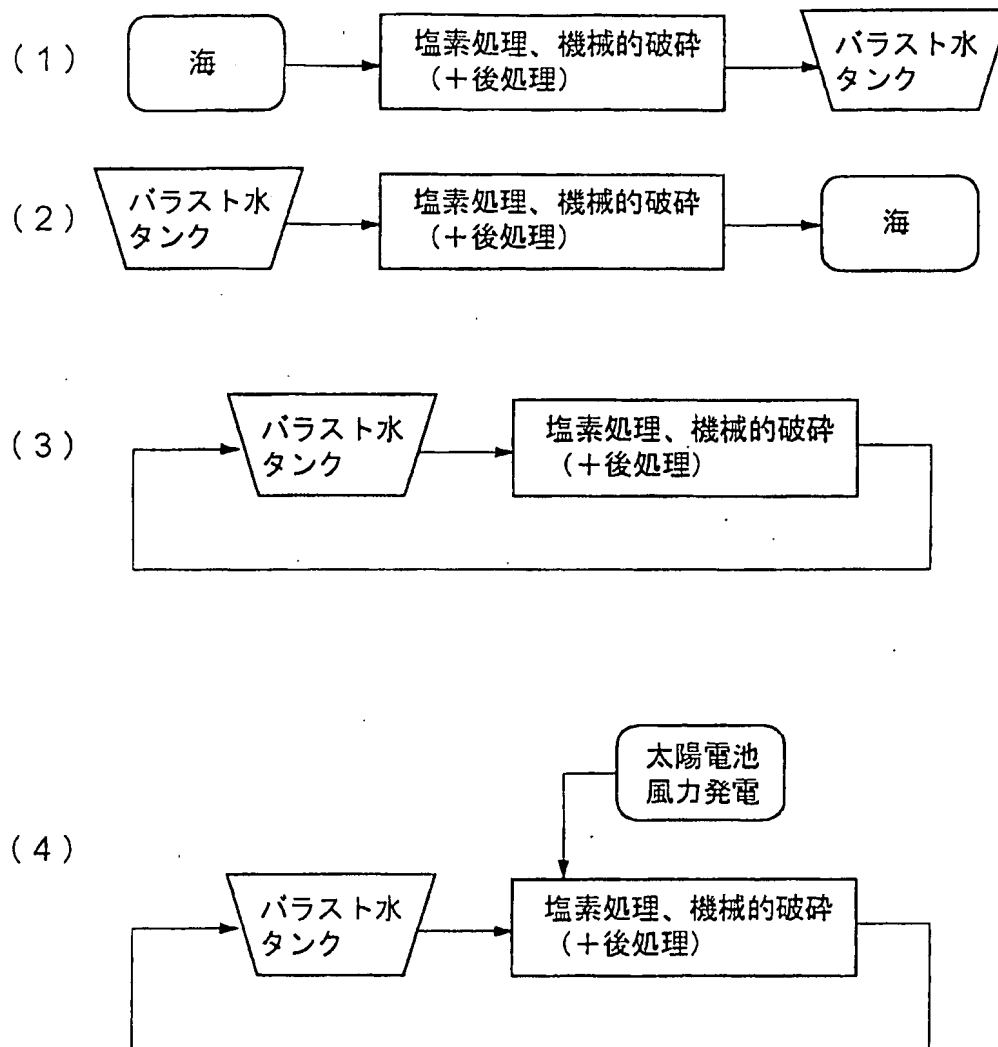 (1)
海
塩素処理、機械的破砕
(+後処理)
バラスト水
タンク
(2)
バラスト水
タンク
塩素処理、機械的破砕
(+後処理)
海
(3)
バラスト水
タンク
塩素処理、機械的破砕
(+後処理)
太陽電池
風力発電
(4)
バラスト水
タンク
塩素処理、機械的破砕
(+後処理)